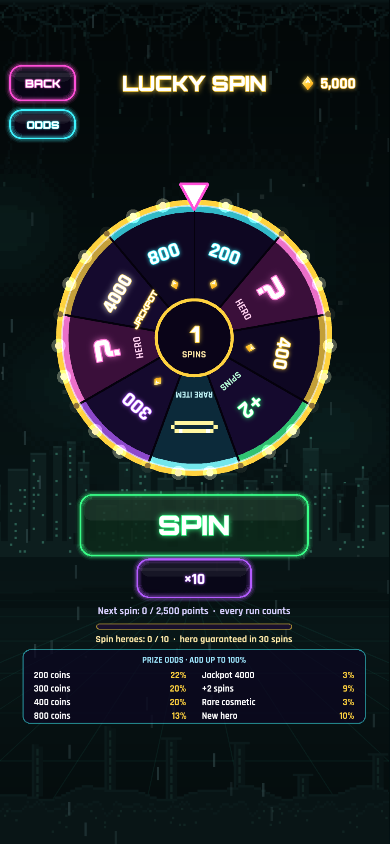 BACK
LUCKY SPIN
5,000
ODDS
800
200
4000
JACKPOT
?
HERO
?
HERO
400
1
SPINS
300
RARE ITEM
+2
SPINS
SPIN
×10
Next spin: 0 / 2,500 points · every run counts
Spin heroes: 0 / 10 · hero guaranteed in 30 spins
PRIZE ODDS · ADD UP TO 100%
200 coins 22% Jackpot 4000 3%
300 coins 20% +2 spins 9%
400 coins 20% Rare cosmetic 3%
800 coins 13% New hero 10%